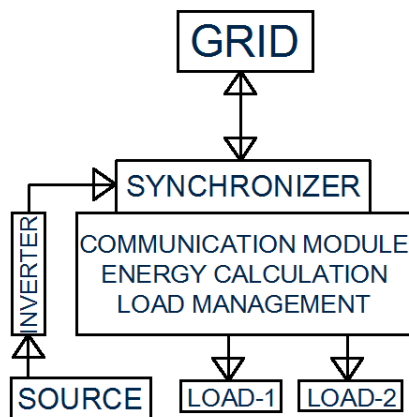 GRID
SYNCHRONIZER
COMMUNICATION MODULE
ENERGY CALCULATION
LOAD MANAGEMENT
INVERTER
SOURCE
LOAD-1
LOAD-2